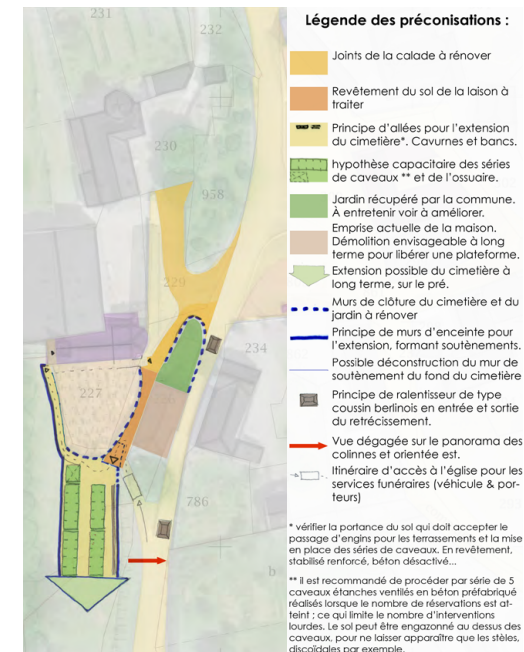 Légende des préconisations :
Joints de la calade à rénover
Revêtement du sol de la laison à
traiter
Principe d'allées pour l'extension
du cimetière*. Cavurnes et bancs.
hypothèse capacitaire des séries
de caveaux ** et de l'ossuaire.
Jardin récupéré par la commune.
À entretenir voir à améliorer.
Emprise actuelle de la maison.
Démolition envisageable à long
terme pour libérer une plateforme.
Extension possible du cimetière à
long terme, sur le pré.
Murs de clôture du cimetière et du
jardin à rénover
Principe de murs d'enceinte pour
l'extension, formant soutènements.
Possible déconstruction du mur de
soutènement du fond du cimetière
Principe de ralentisseur de type
coussin berlinois en entrée et sortie
du retrécissement.
Vue dégagée sur le panorama des
colinnes et orientée est.
Itinéraire d'accès à l'église pour les
services funéraires (véhicule & por-
teurs)
* vérifier la portance du sol qui doit accepter le
passage d'engins pour les terrassements et la mise
en place des séries de caveaux. En revêtement,
stabilisé renforcé, béton désactivé...
** il est recommandé de procéder par série de 5
caveaux étanches ventilés en béton préfabriqué
réalisés lorsque le nombre de réservations est at-
teint ; ce qui limite le nombre d'interventions
lourdes. Le sol peut être engazonné au dessus des
caveaux, pour ne laisser apparaître que les stèles,
discoïdales par exemple.
231
232
230
958
229
234
227
786
b